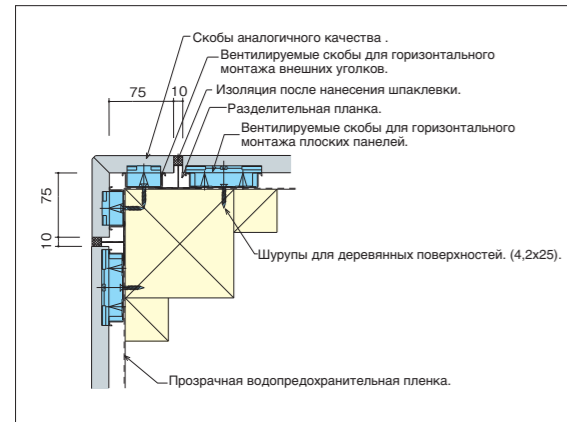 Скобы аналогичного качества .
Вентилируемые скобы для горизонтального
монтажа внешних уголков.
75
10
Изоляция после нанесения шпаклевки.
Разделительная планка.
Вентилируемые скобы для горизонтального
монтажа плоских панелей.
75
10
Шурупы для деревянных поверхностей. (4,2x25).
Прозрачная водопредохранительная пленка.